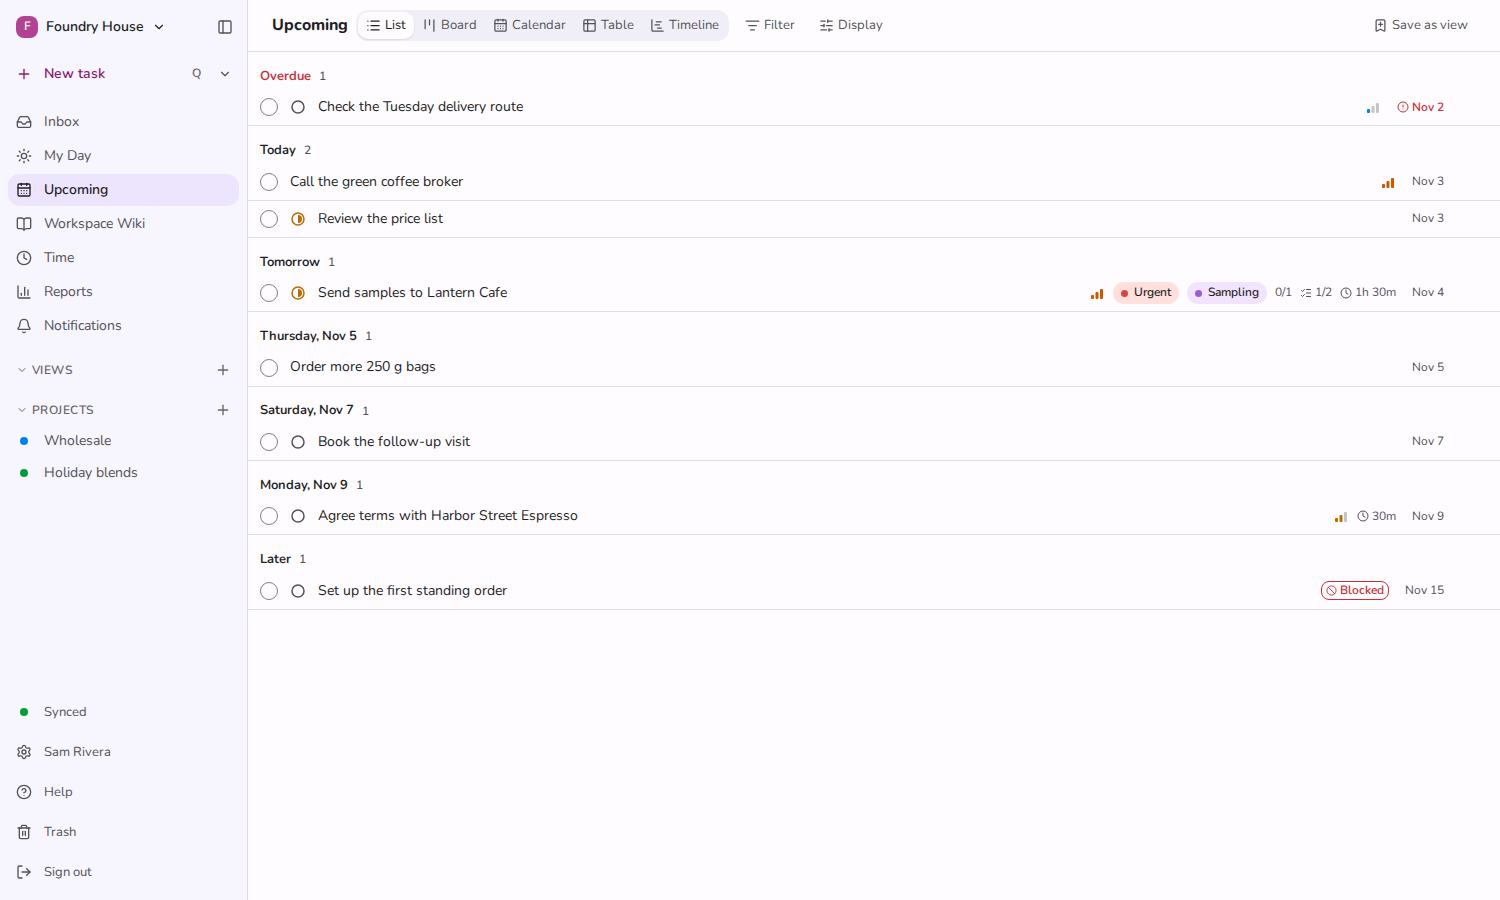 F Foundry House
New task Q
Inbox
My Day
Upcoming
Workspace Wiki
Time
Reports
Notifications
VIEWS
PROJECTS
Wholesale
Holiday blends
Synced
Sam Rivera
Help
Trash
Sign out
Upcoming List Board Calendar Table Timeline Filter Display Save as view
Overdue 1
Check the Tuesday delivery route Nov 2
Today 2
Call the green coffee broker Nov 3
Review the price list Nov 3
Tomorrow 1
Send samples to Lantern Cafe Urgent Sampling 0/1 1/2 1h 30m Nov 4
Thursday, Nov 5 1
Order more 250 g bags Nov 5
Saturday, Nov 7 1
Book the follow-up visit Nov 7
Monday, Nov 9 1
Agree terms with Harbor Street Espresso 30m Nov 9
Later 1
Set up the first standing order Blocked Nov 15